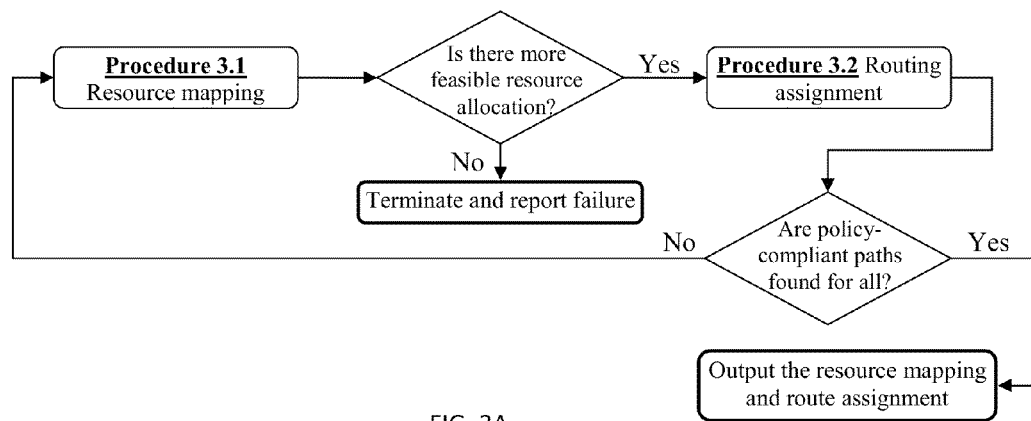 Procedure 3.1
Resource mapping
Is there more
feasible resource
allocation?
Yes
Procedure 3.2 Routing
assignment
No
Terminate and report failure
Are policy-
compliant paths
found for all?
No
Yes
Output the resource mapping
and route assignment